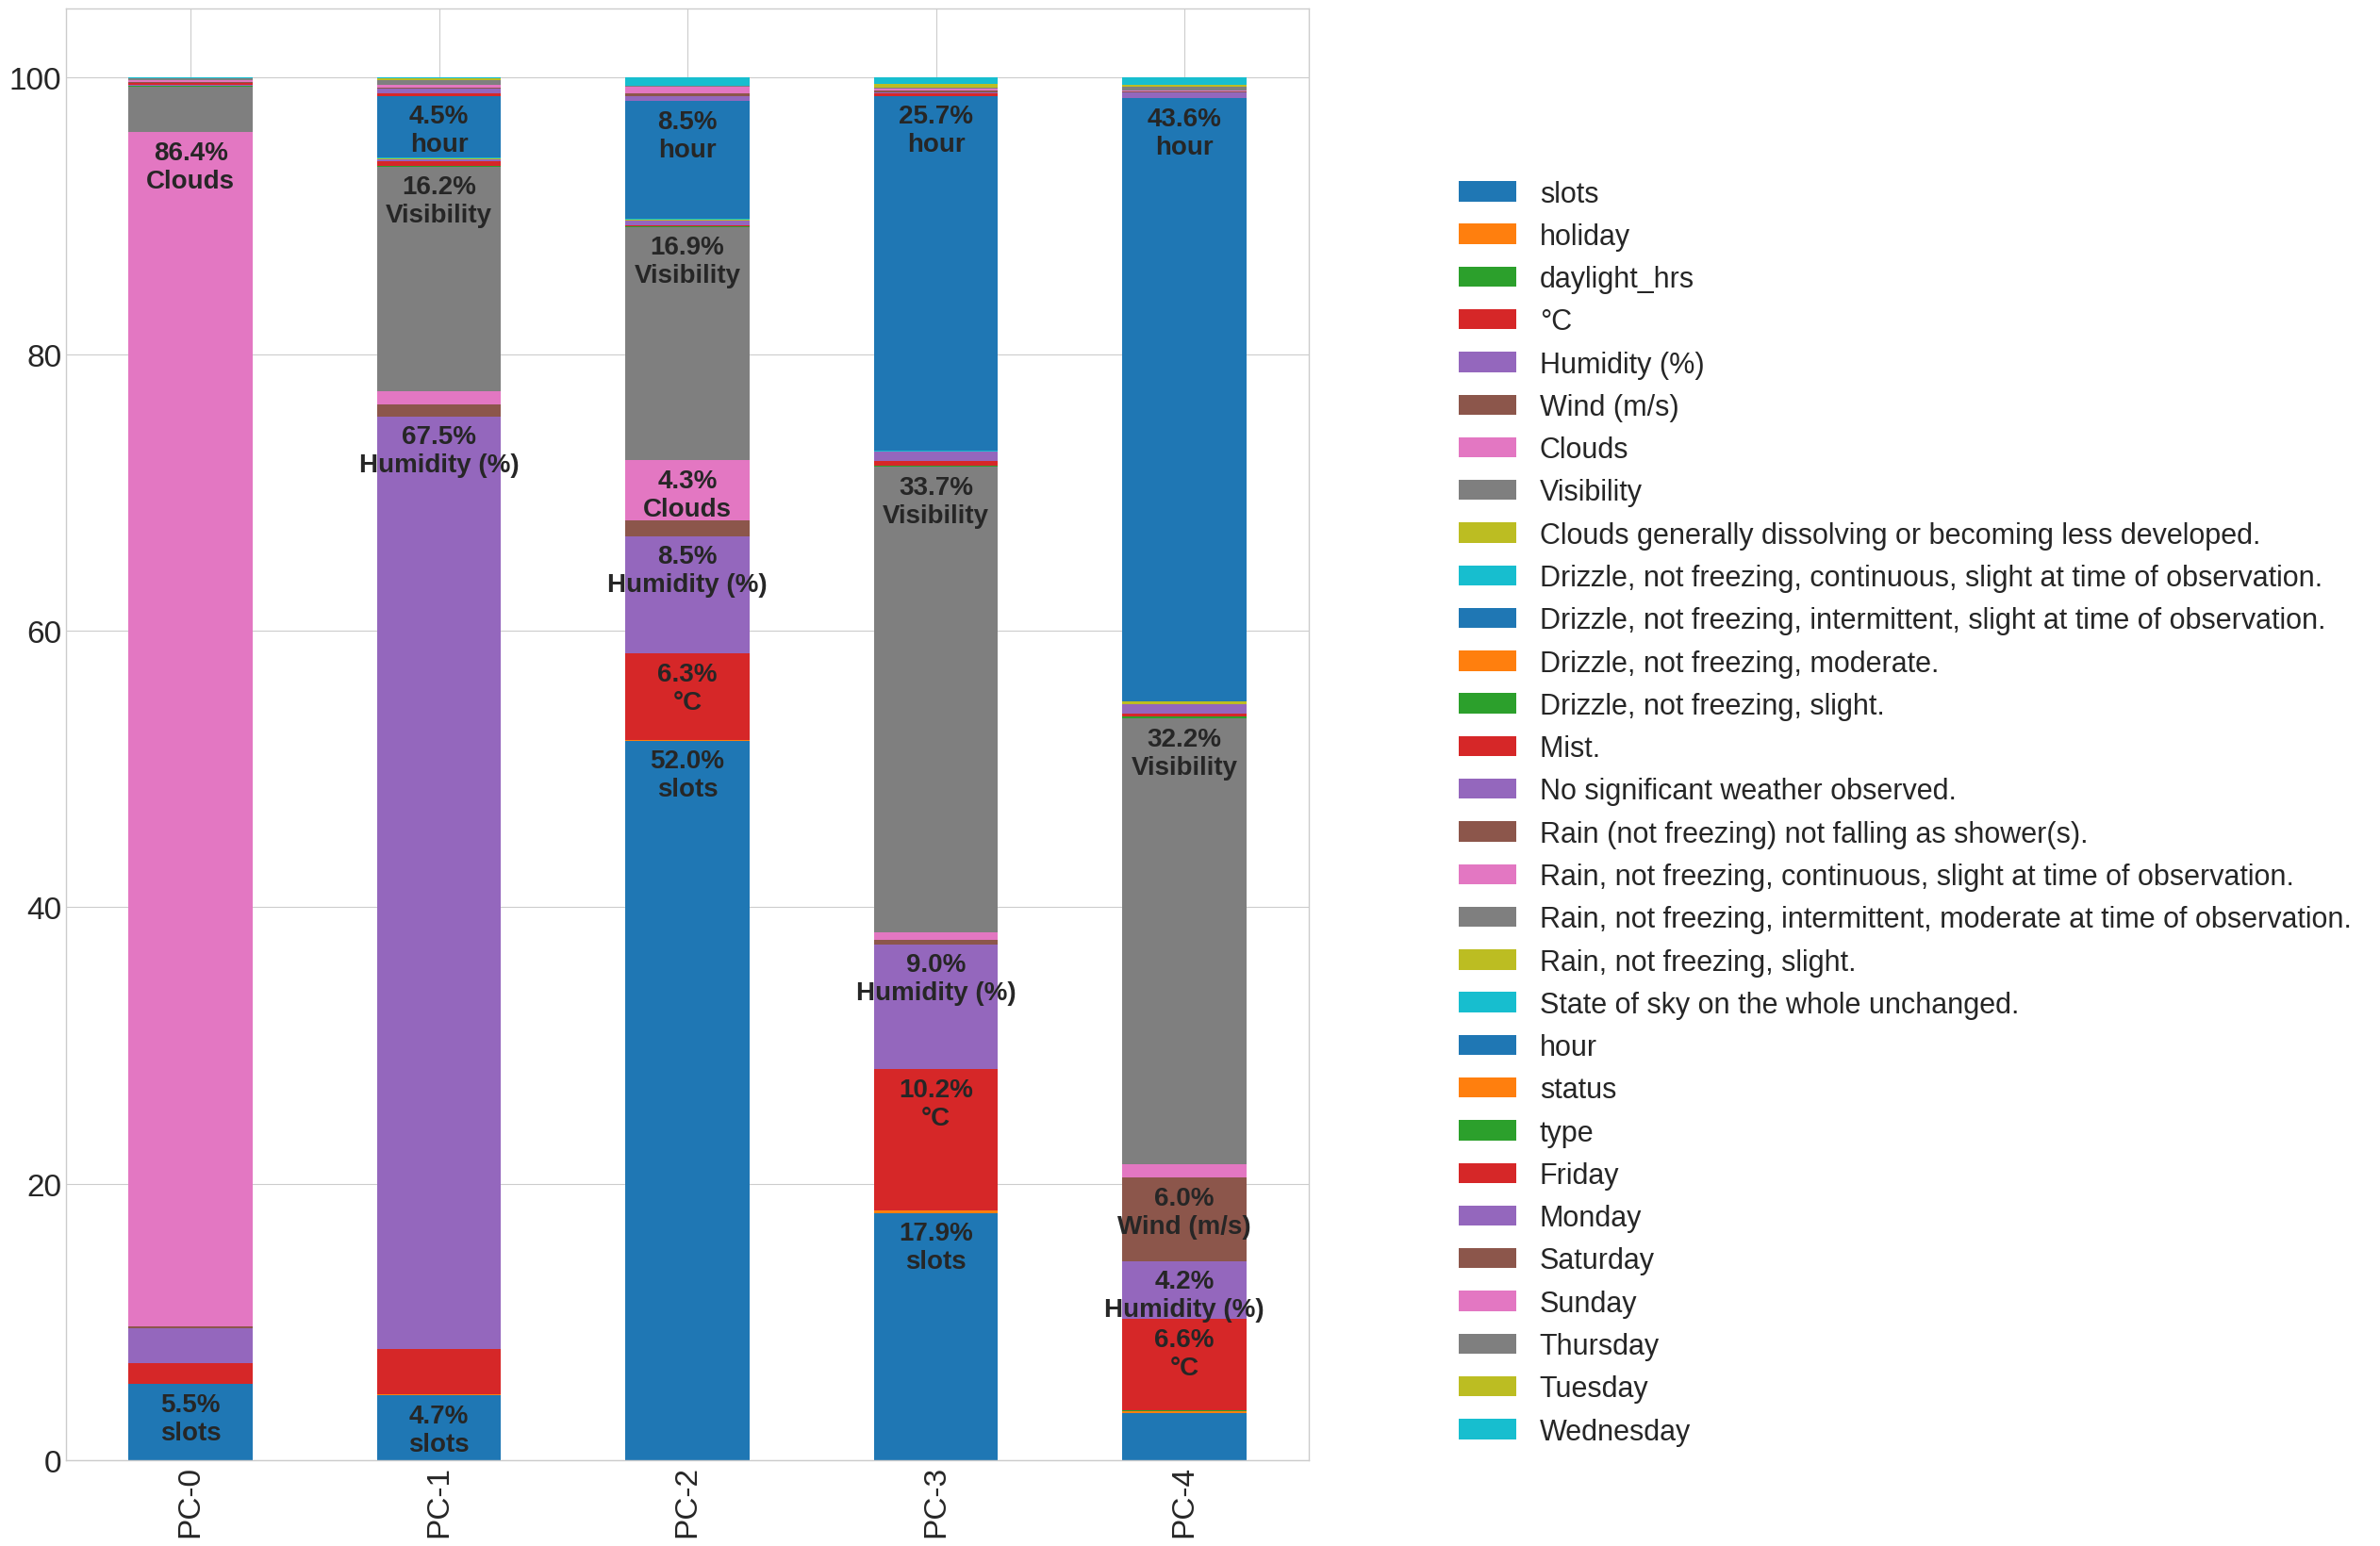 100
80
60
40
20
0
86.4%
Clouds
5.5%
slots
4.5%
hour
16.2%
Visibility
67.5%
Humidity (%)
4.7%
slots
8.5%
hour
16.9%
Visibility
4.3%
Clouds
8.5%
Humidity (%)
6.3%
°C
52.0%
slots
25.7%
hour
33.7%
Visibility
9.0%
Humidity (%)
10.2%
°C
17.9%
slots
43.6%
hour
32.2%
Visibility
6.0%
Wind (m/s)
4.2%
Humidity (%)
6.6%
°C
PC-0
PC-1
PC-2
PC-3
PC-4
slots
holiday
daylight_hrs
°C
Humidity (%)
Wind (m/s)
Clouds
Visibility
Clouds generally dissolving or becoming less developed.
Drizzle, not freezing, continuous, slight at time of observation.
Drizzle, not freezing, intermittent, slight at time of observation.
Drizzle, not freezing, moderate.
Drizzle, not freezing, slight.
Mist.
No significant weather observed.
Rain (not freezing) not falling as shower(s).
Rain, not freezing, continuous, slight at time of observation.
Rain, not freezing, intermittent, moderate at time of observation.
Rain, not freezing, slight.
State of sky on the whole unchanged.
hour
status
type
Friday
Monday
Saturday
Sunday
Thursday
Tuesday
Wednesday